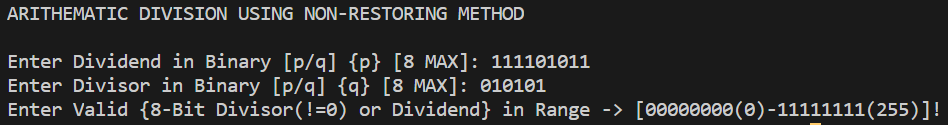 ARITHEMATIC DIVISION USING NON-RESTORING METHOD
Enter Dividend in Binary [p/q] {p} [8 MAX]: 111101011
Enter Divisor in Binary [p/q] {q} [8 MAX]: 010101
Enter Valid {8-Bit Divisor(!=0) or Dividend} in Range -> [00000000(0)-11111111(255)]!